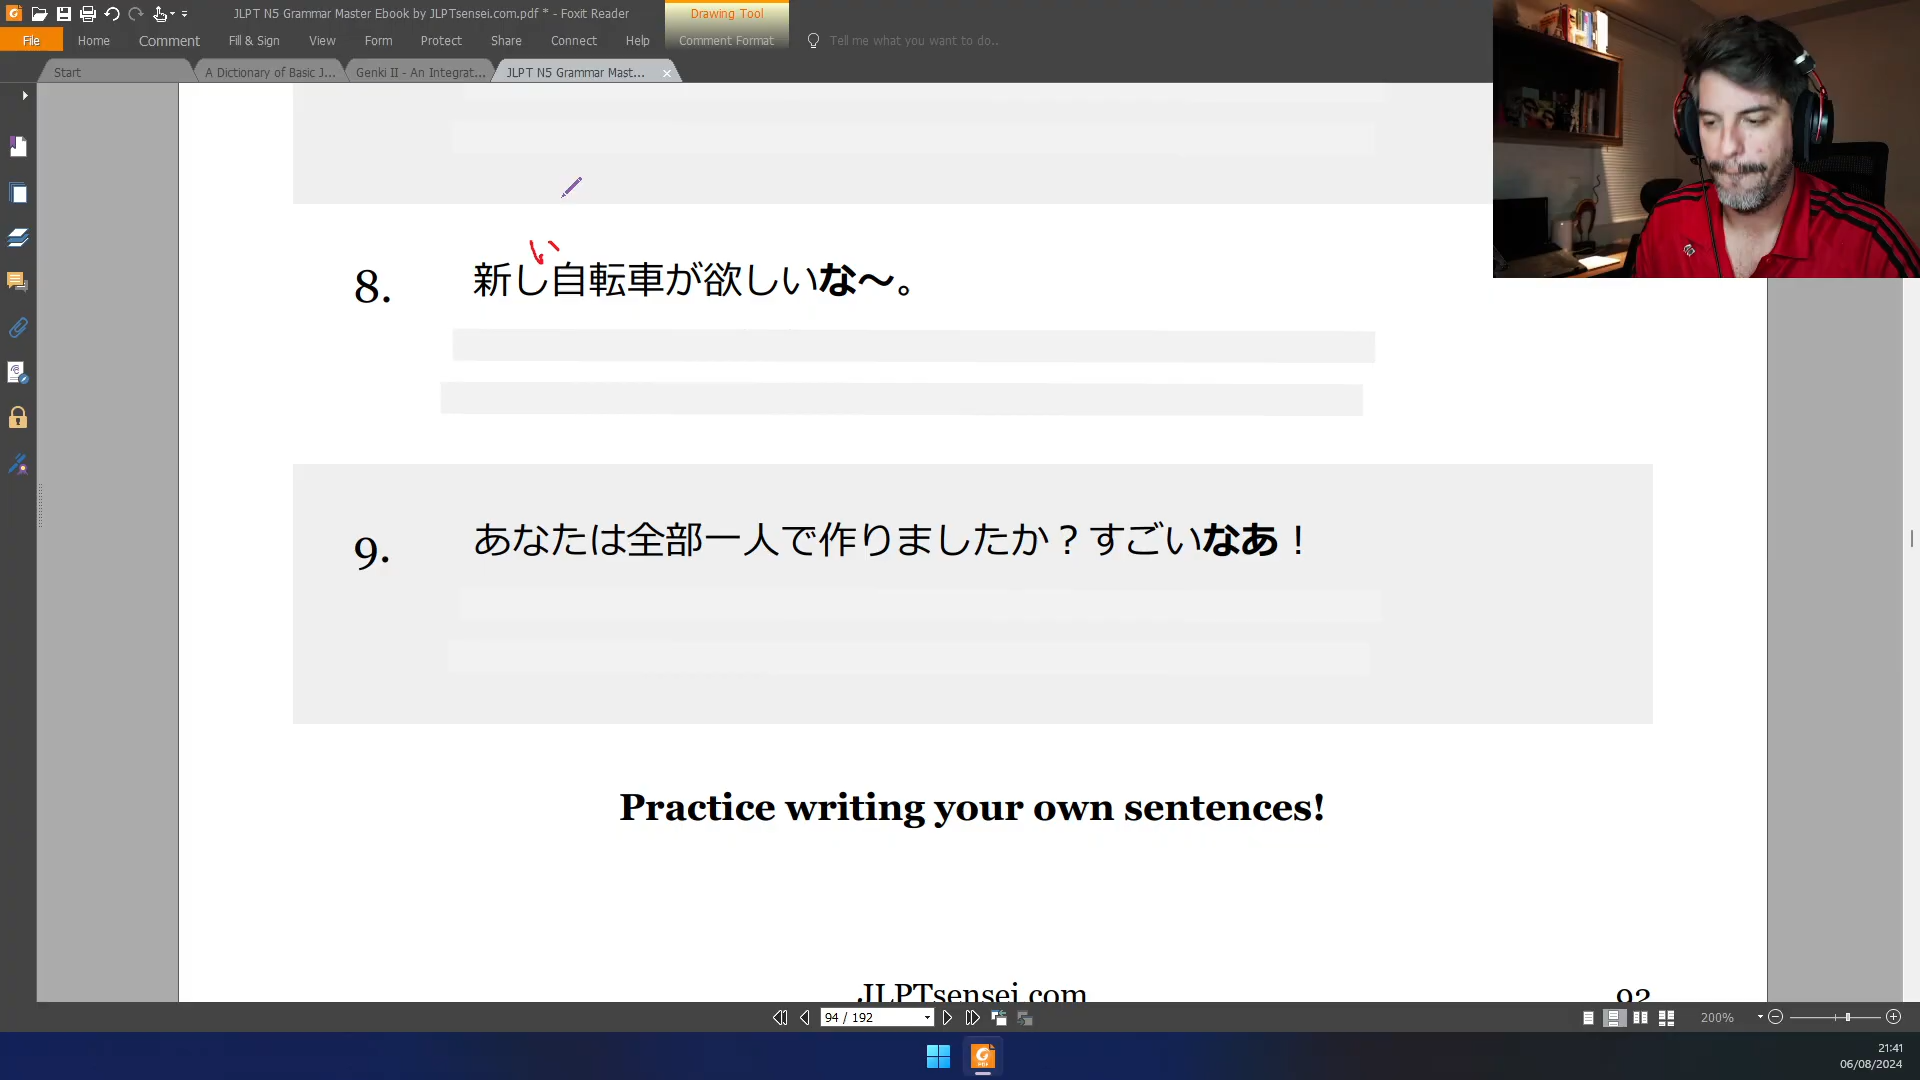 JLPT N5 Grammar Master Ebook by JLPTsensei.com.pdf * - Foxit Reader
Drawing Tool
File
Home
Comment
Fill & Sign
View
Form
Protect
Share
Connect
Help
Comment Format
Tell me what you want to do..
Start
A Dictionary of Basic J...
Genki II - An Integrat...
JLPT N5 Grammar Mast...
い
8. 新し自転車が欲しいな〜。
9. あなたは全部一人で作りましたか？すごいなあ！
Practice writing your own sentences!
JLPTsensei.com
92
94 / 192
200%
21:41
06/08/2024